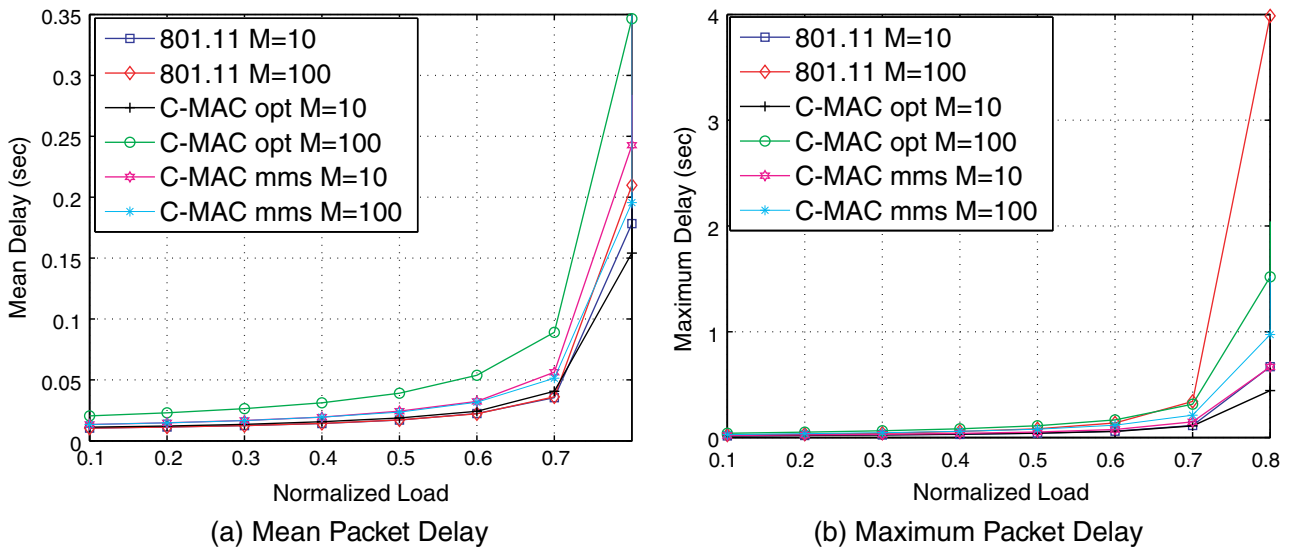 0.35
0.3
0.25
0.2
0.15
0.1
0.05
0
Mean Delay (sec)
801.11 M=10
801.11 M=100
C-MAC opt M=10
C-MAC opt M=100
C-MAC mms M=10
C-MAC mms M=100
0.1 0.2 0.3 0.4 0.5 0.6 0.7
Normalized Load
(a) Mean Packet Delay
4
3
2
1
0
Maximum Delay (sec)
801.11 M=10
801.11 M=100
C-MAC opt M=10
C-MAC opt M=100
C-MAC mms M=10
C-MAC mms M=100
0.1 0.2 0.3 0.4 0.5 0.6 0.7 0.8
Normalized Load
(b) Maximum Packet Delay